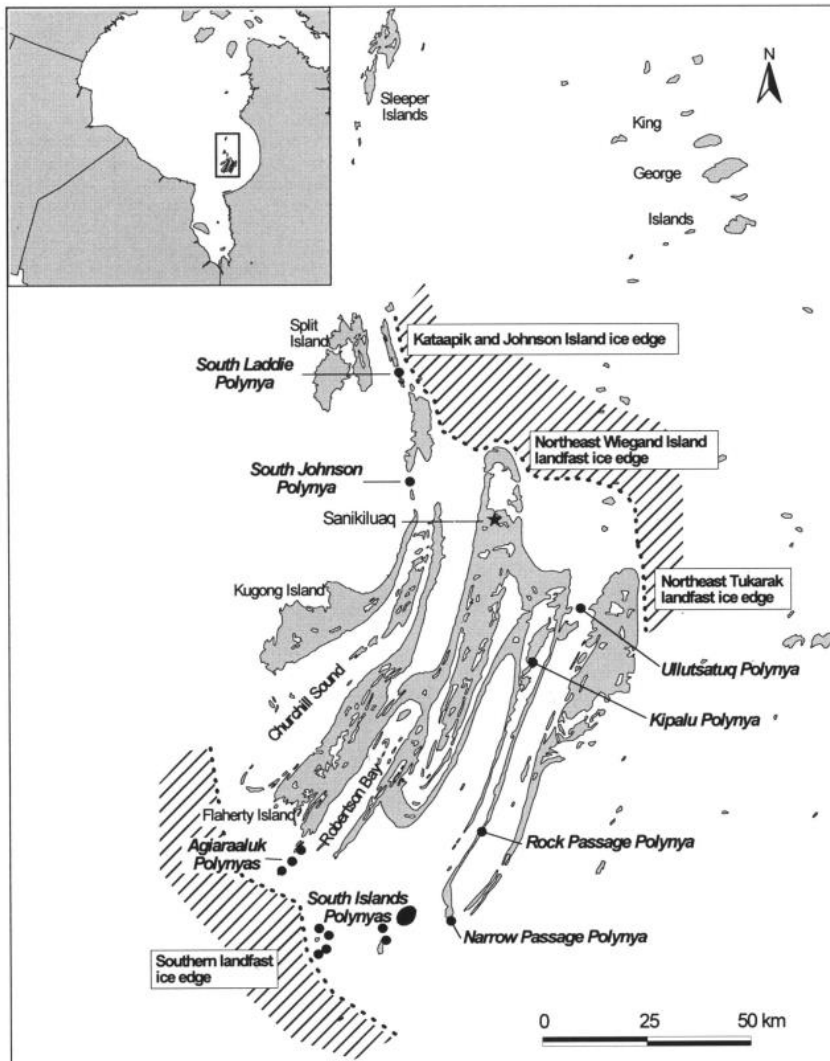 N
Sleeper
Islands
King
George
Islands
Split
Island
Kataapik and Johnson Island ice edge
South Laddie
Polynya
Northeast Wiegand Island
landfast ice edge
South Johnson
Polynya
Sanikiluaq
Northeast Tukarak
landfast ice edge
Kugong Island
Ullutsatuq Polynya
Churchill Sound
Kipalu Polynya
Robertson Bay
Flaherty Island
Agiaraaluk
Polynyas
Rock Passage Polynya
South Islands
Polynyas
Narrow Passage Polynya
Southern landfast
ice edge
0 25 50 km